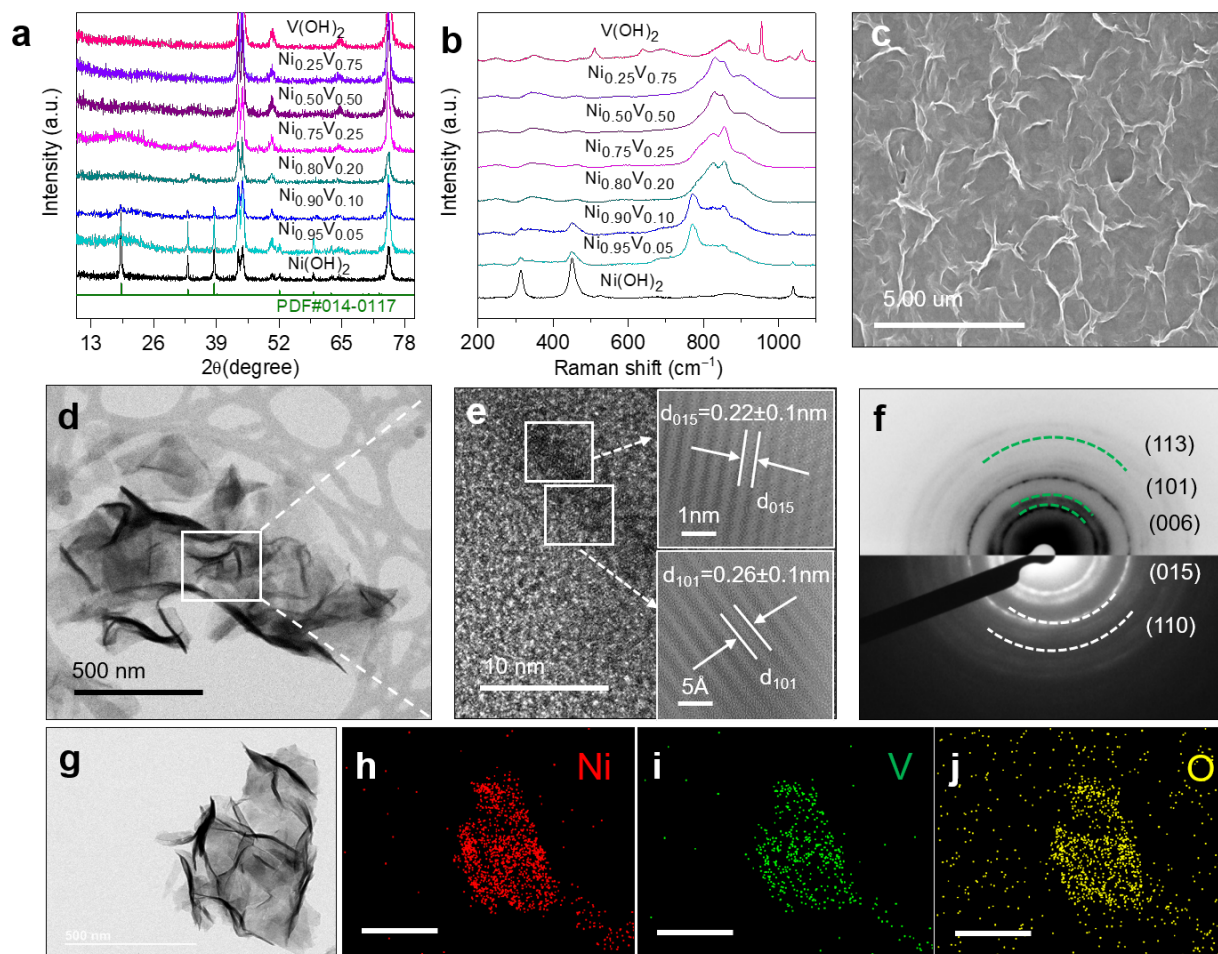 a
Intensity (a.u.)
V(OH)2
Ni0.25V0.75
Ni0.50V0.50
Ni0.75V0.25
Ni0.80V0.20
Ni0.90V0.10
Ni0.95V0.05
Ni(OH)2
PDF#014-0117
13 26 39 52 65 78
2θ(degree)
b
Intensity (a.u.)
V(OH)2
Ni0.25V0.75
Ni0.50V0.50
Ni0.75V0.25
Ni0.80V0.20
Ni0.90V0.10
Ni0.95V0.05
Ni(OH)2
200 400 600 800 1000
Raman shift (cm−1)
c
5.00 um
d
500 nm
e
10 nm
d015=0.22±0.1nm
d015
1nm
d101=0.26±0.1nm
d101
5Å
f
(113)
(101)
(006)
(015)
(110)
g
500 nm
h Ni
i V
j O